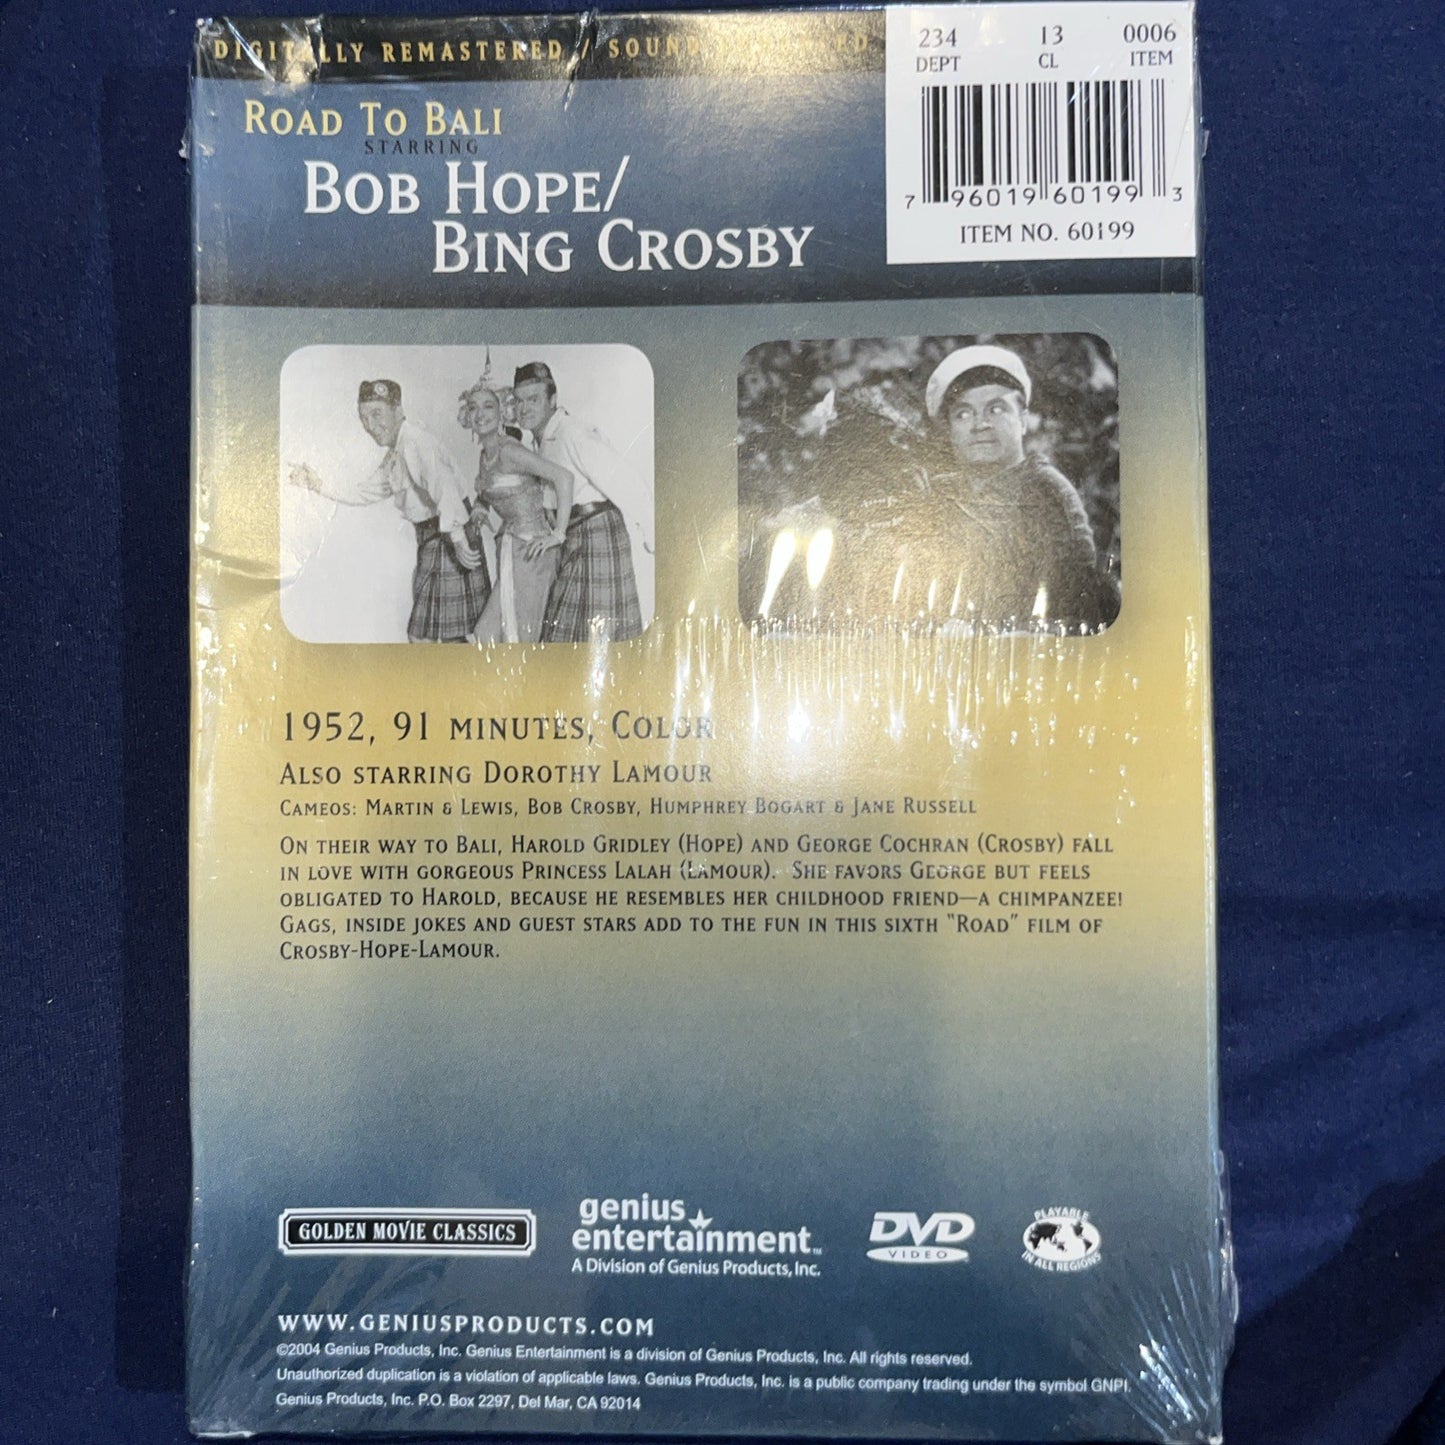 DIGITALLY REMASTERED / SOUND
234 13 0006
DEPT CL ITEM
7 96019 60199 3
ITEM NO. 60199
ROAD TO BALI
STARRING
BOB HOPE/
BING CROSBY
1952, 91 MINUTES, COLOR
ALSO STARRING DOROTHY LAMOUR
CAMEOS: MARTIN & LEWIS, BOB CROSBY, HUMPHREY BOGART & JANE RUSSELL
ON THEIR WAY TO BALI, HAROLD GRIDLEY (HOPE) AND GEORGE COCHRAN (CROSBY) FALL
IN LOVE WITH GORGEOUS PRINCESS LALAH (LAMOUR). SHE FAVORS GEORGE BUT FEELS
OBLIGATED TO HAROLD, BECAUSE HE RESEMBLES HER CHILDHOOD FRIEND—A CHIMPANZEE!
GAGS, INSIDE JOKES AND GUEST STARS ADD TO THE FUN IN THIS SIXTH "ROAD" FILM OF
CROSBY-HOPE-LAMOUR.
GOLDEN MOVIE CLASSICS
genius
entertainment™
A Division of Genius Products, Inc.
DVD
VIDEO
PLAYABLE
IN ALL REGIONS
WWW.GENIUSPRODUCTS.COM
©2004 Genius Products, Inc. Genius Entertainment is a division of Genius Products, Inc. All rights reserved.
Unauthorized duplication is a violation of applicable laws. Genius Products, Inc. is a public company trading under the symbol GNPI.
Genius Products, Inc. P.O. Box 2297, Del Mar, CA 92014